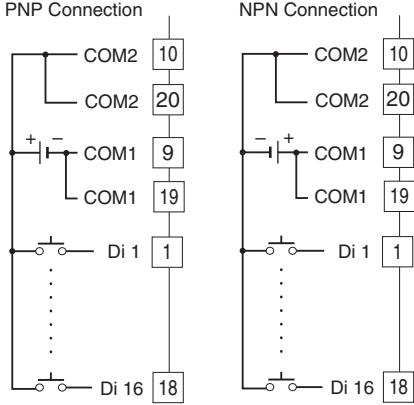 PNP Connection
COM2 10
COM2 20
+ − COM1 9
COM1 19
Di 1 1
Di 16 18
NPN Connection
COM2 10
COM2 20
− + COM1 9
COM1 19
Di 1 1
Di 16 18